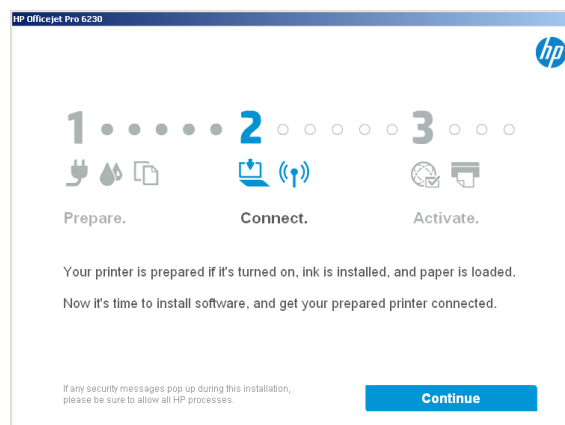 HP Officejet Pro 6230
hp
1 2 3
Prepare. Connect. Activate.
Your printer is prepared if it's turned on, ink is installed, and paper is loaded.
Now it's time to install software, and get your prepared printer connected.
If any security messages pop up during this installation,
please be sure to allow all HP processes.
Continue